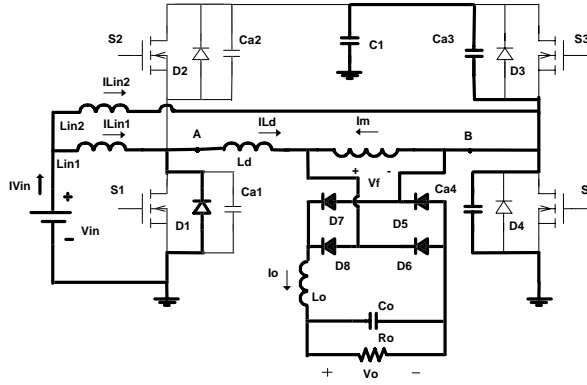 S2
D2
Ca2
C1
Ca3
D3
S3
ILin2
Lin2
ILin1
Lin1
A
ILd
Ld
Im
B
IVin
+
Vin
-
S1
D1
Ca1
+ Vf -
Ca4
D7
D5
D8
D6
D4
S
Io
Lo
Co
Ro
+ Vo -